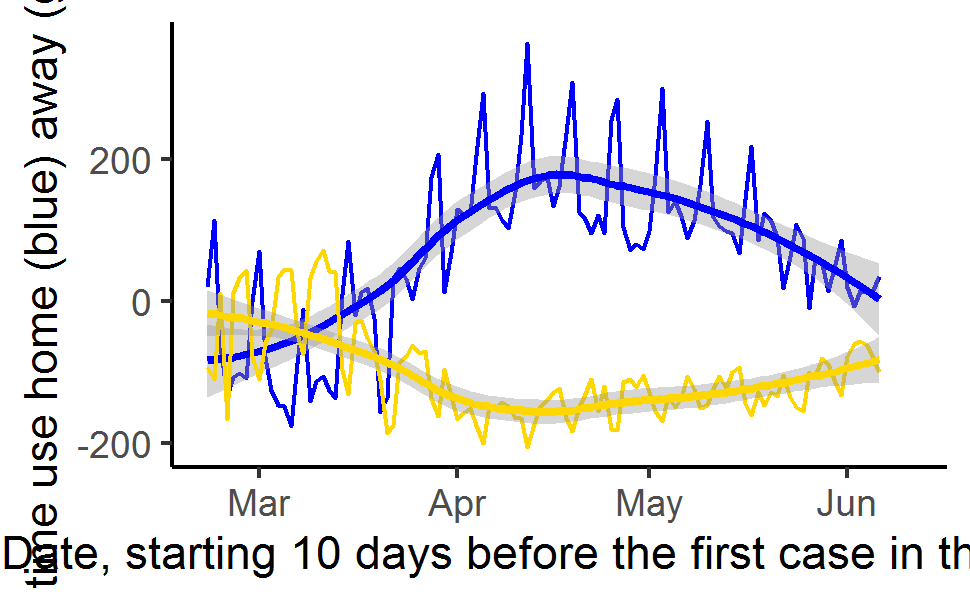 time use home (blue) away (
200
0
-200
Mar Apr May Jun
Date, starting 10 days before the first case in th